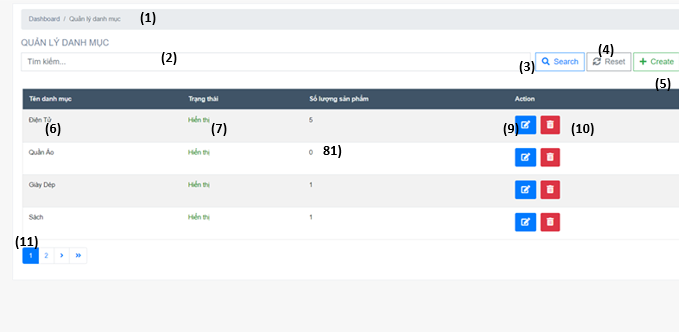 Dashboard / Quản lý danh mục (1)
QUẢN LÝ DANH MỤC
(4)
Tìm kiếm... (2) (3) Search Reset Create
(5)
Tên danh mục Trạng thái Số lượng sản phẩm Action
Điện Tử Hiển thị 5
(6) (7) (9) (10)
Quần Áo Hiển thị 0 81)
Giày Dép Hiển thị 1
Sách Hiển thị 1
(11)
1 2 › »